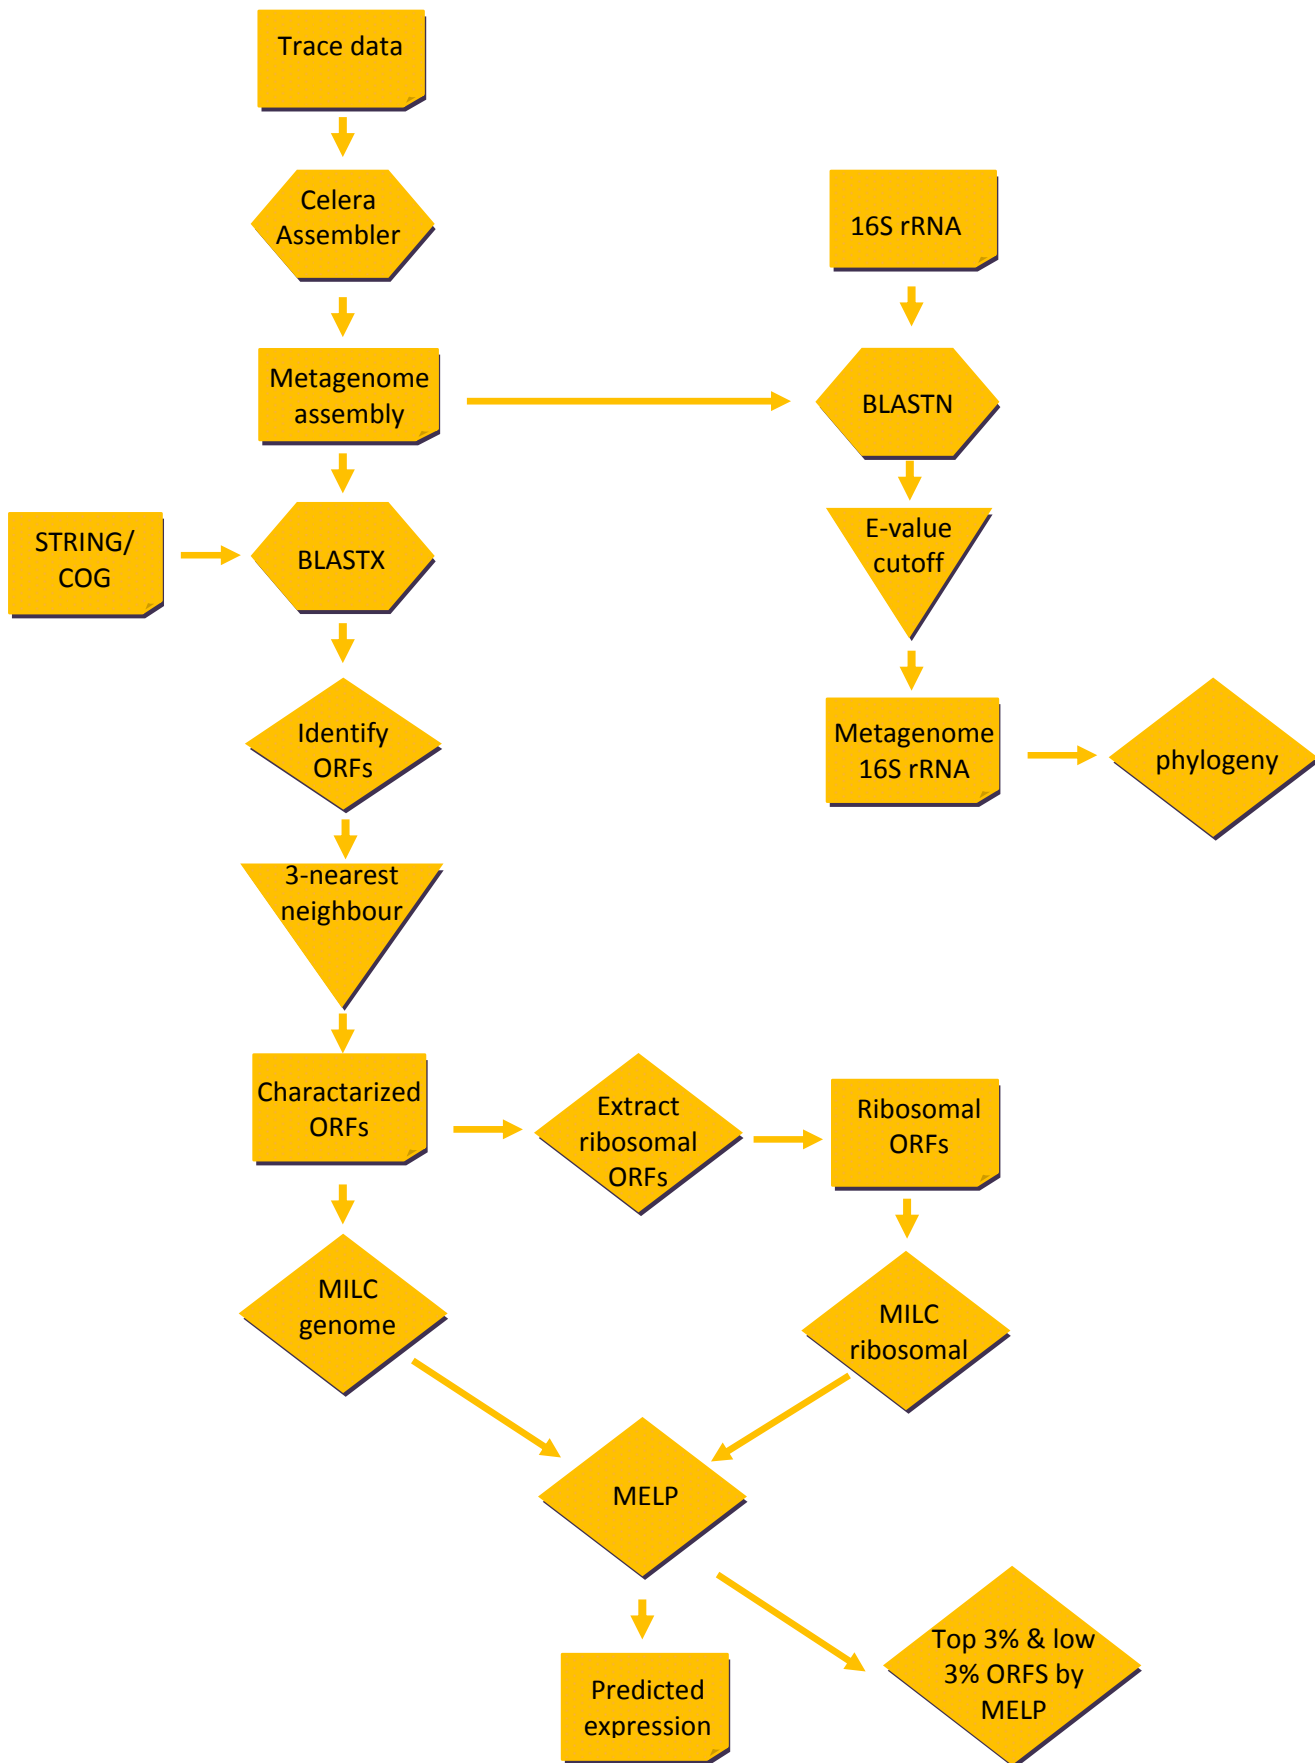 Trace data
Celera
Assembler
16S rRNA
Metagenome
assembly
BLASTN
STRING/
COG
BLASTX
E-value
cutoff
Identify
ORFs
Metagenome
16S rRNA
phylogeny
3-nearest
neighbour
Charactarized
ORFs
Extract
ribosomal
ORFs
Ribosomal
ORFs
MILC
genome
MILC
ribosomal
MELP
Predicted
expression
Top 3% & low
3% ORFS by
MELP